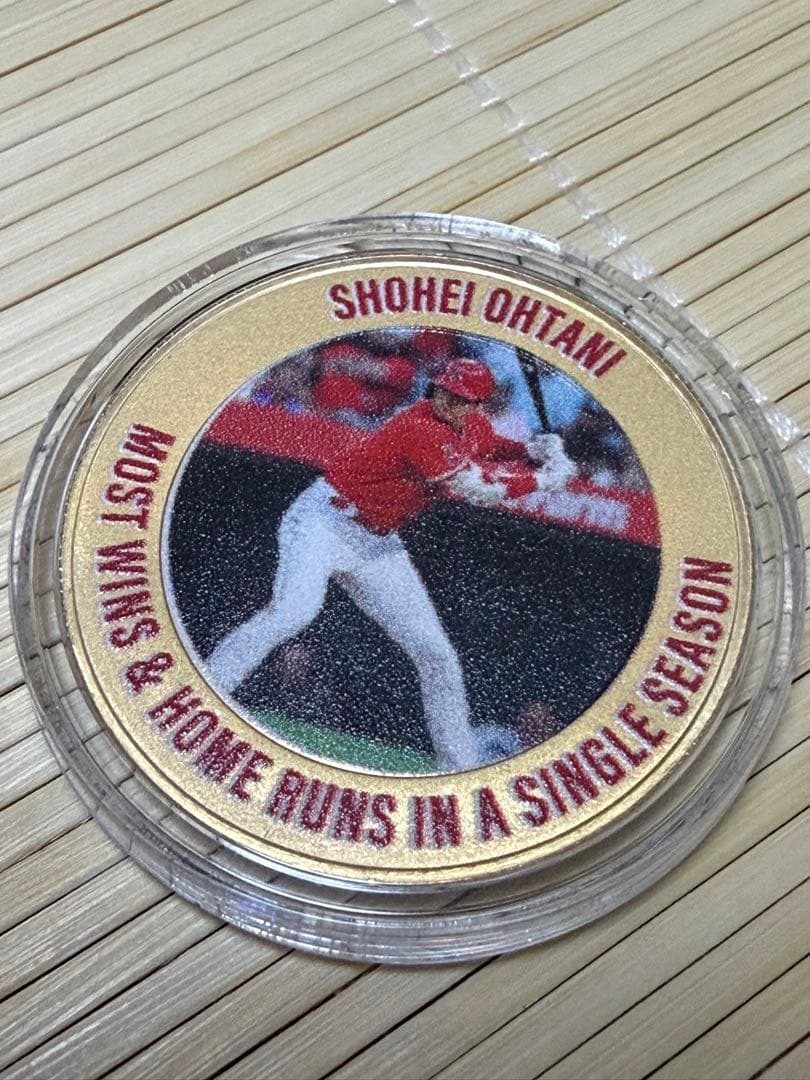 SHOHEI OHTANI
MOST WINS & HOME RUNS IN A SINGLE SEASON